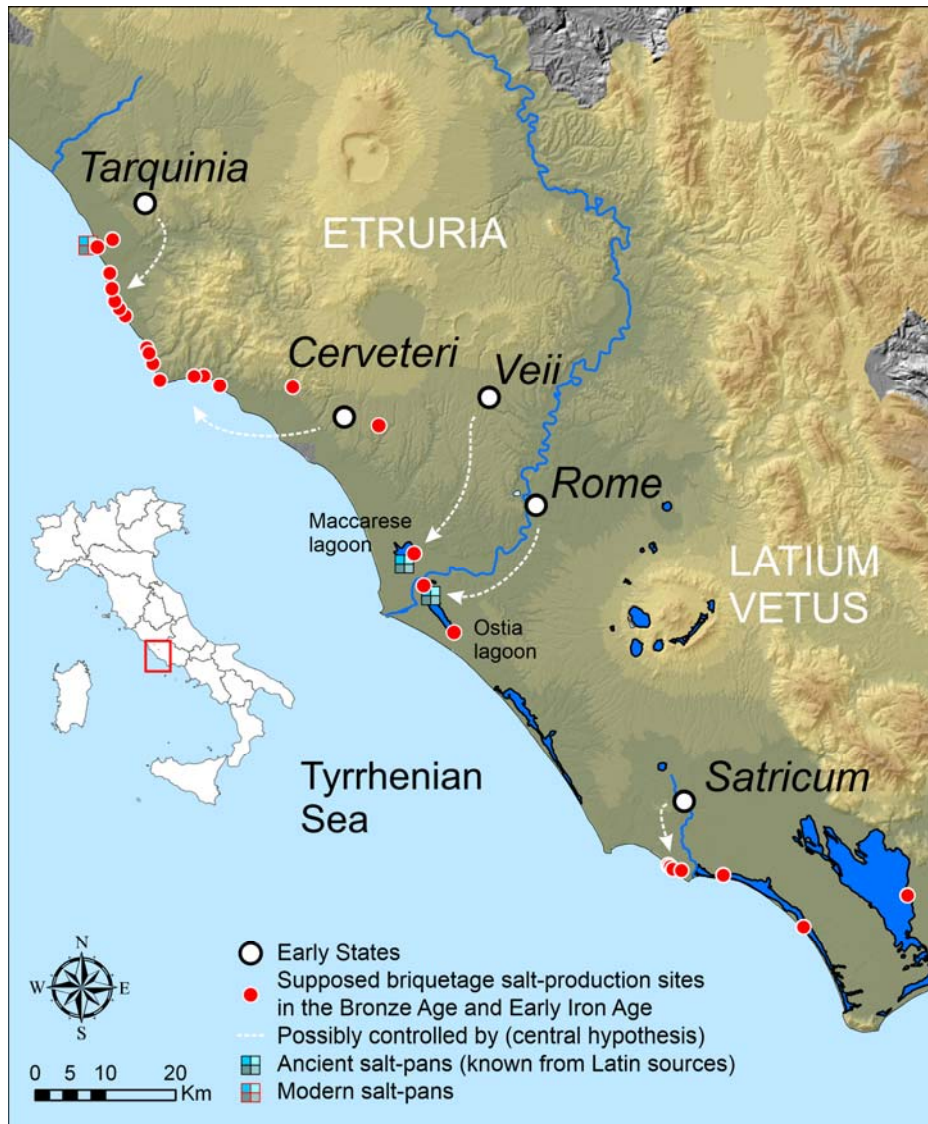 Tarquinia
ETRURIA
Cerveteri
Veii
Rome
Maccarese
lagoon
LATIUM
VETUS
Ostia
lagoon
Tyrrhenian
Sea
Satricum
N
W
E
S
Early States
Supposed briquetage salt-production sites
in the Bronze Age and Early Iron Age
Possibly controlled by (central hypothesis)
Ancient salt-pans (known from Latin sources)
Modern salt-pans
0 5 10 20
Km